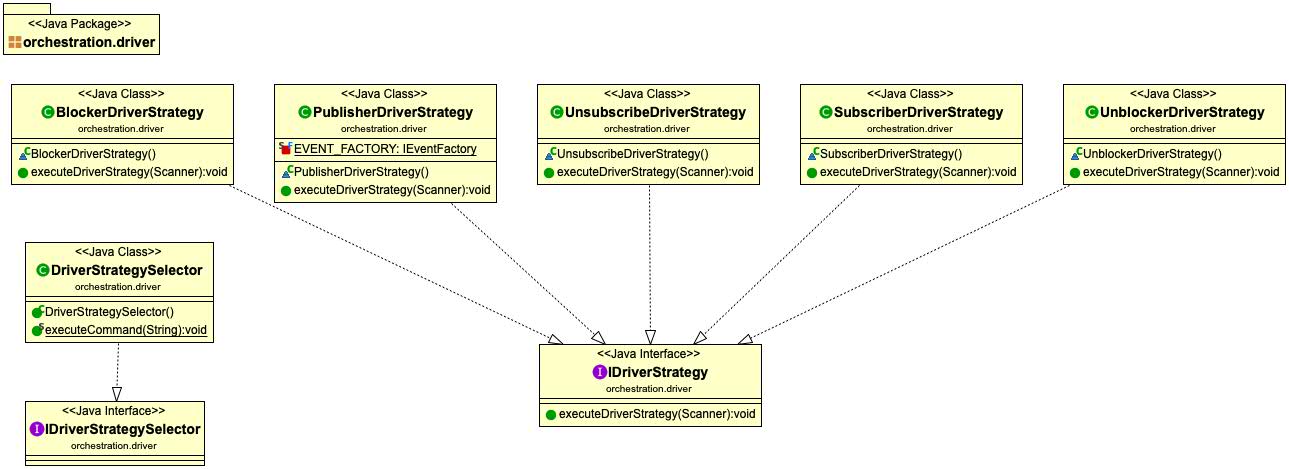 <<Java Package>>
orchestration.driver
<<Java Class>>
BlockerDriverStrategy
orchestration.driver
BlockerDriverStrategy()
executeDriverStrategy(Scanner):void
<<Java Class>>
PublisherDriverStrategy
orchestration.driver
EVENT_FACTORY: IEventFactory
PublisherDriverStrategy()
executeDriverStrategy(Scanner):void
<<Java Class>>
UnsubscribeDriverStrategy
orchestration.driver
UnsubscribeDriverStrategy()
executeDriverStrategy(Scanner):void
<<Java Class>>
SubscriberDriverStrategy
orchestration.driver
SubscriberDriverStrategy()
executeDriverStrategy(Scanner):void
<<Java Class>>
UnblockerDriverStrategy
orchestration.driver
UnblockerDriverStrategy()
executeDriverStrategy(Scanner):void
<<Java Class>>
DriverStrategySelector
orchestration.driver
DriverStrategySelector()
executeCommand(String):void
<<Java Interface>>
IDriverStrategySelector
orchestration.driver
<<Java Interface>>
IDriverStrategy
orchestration.driver
executeDriverStrategy(Scanner):void